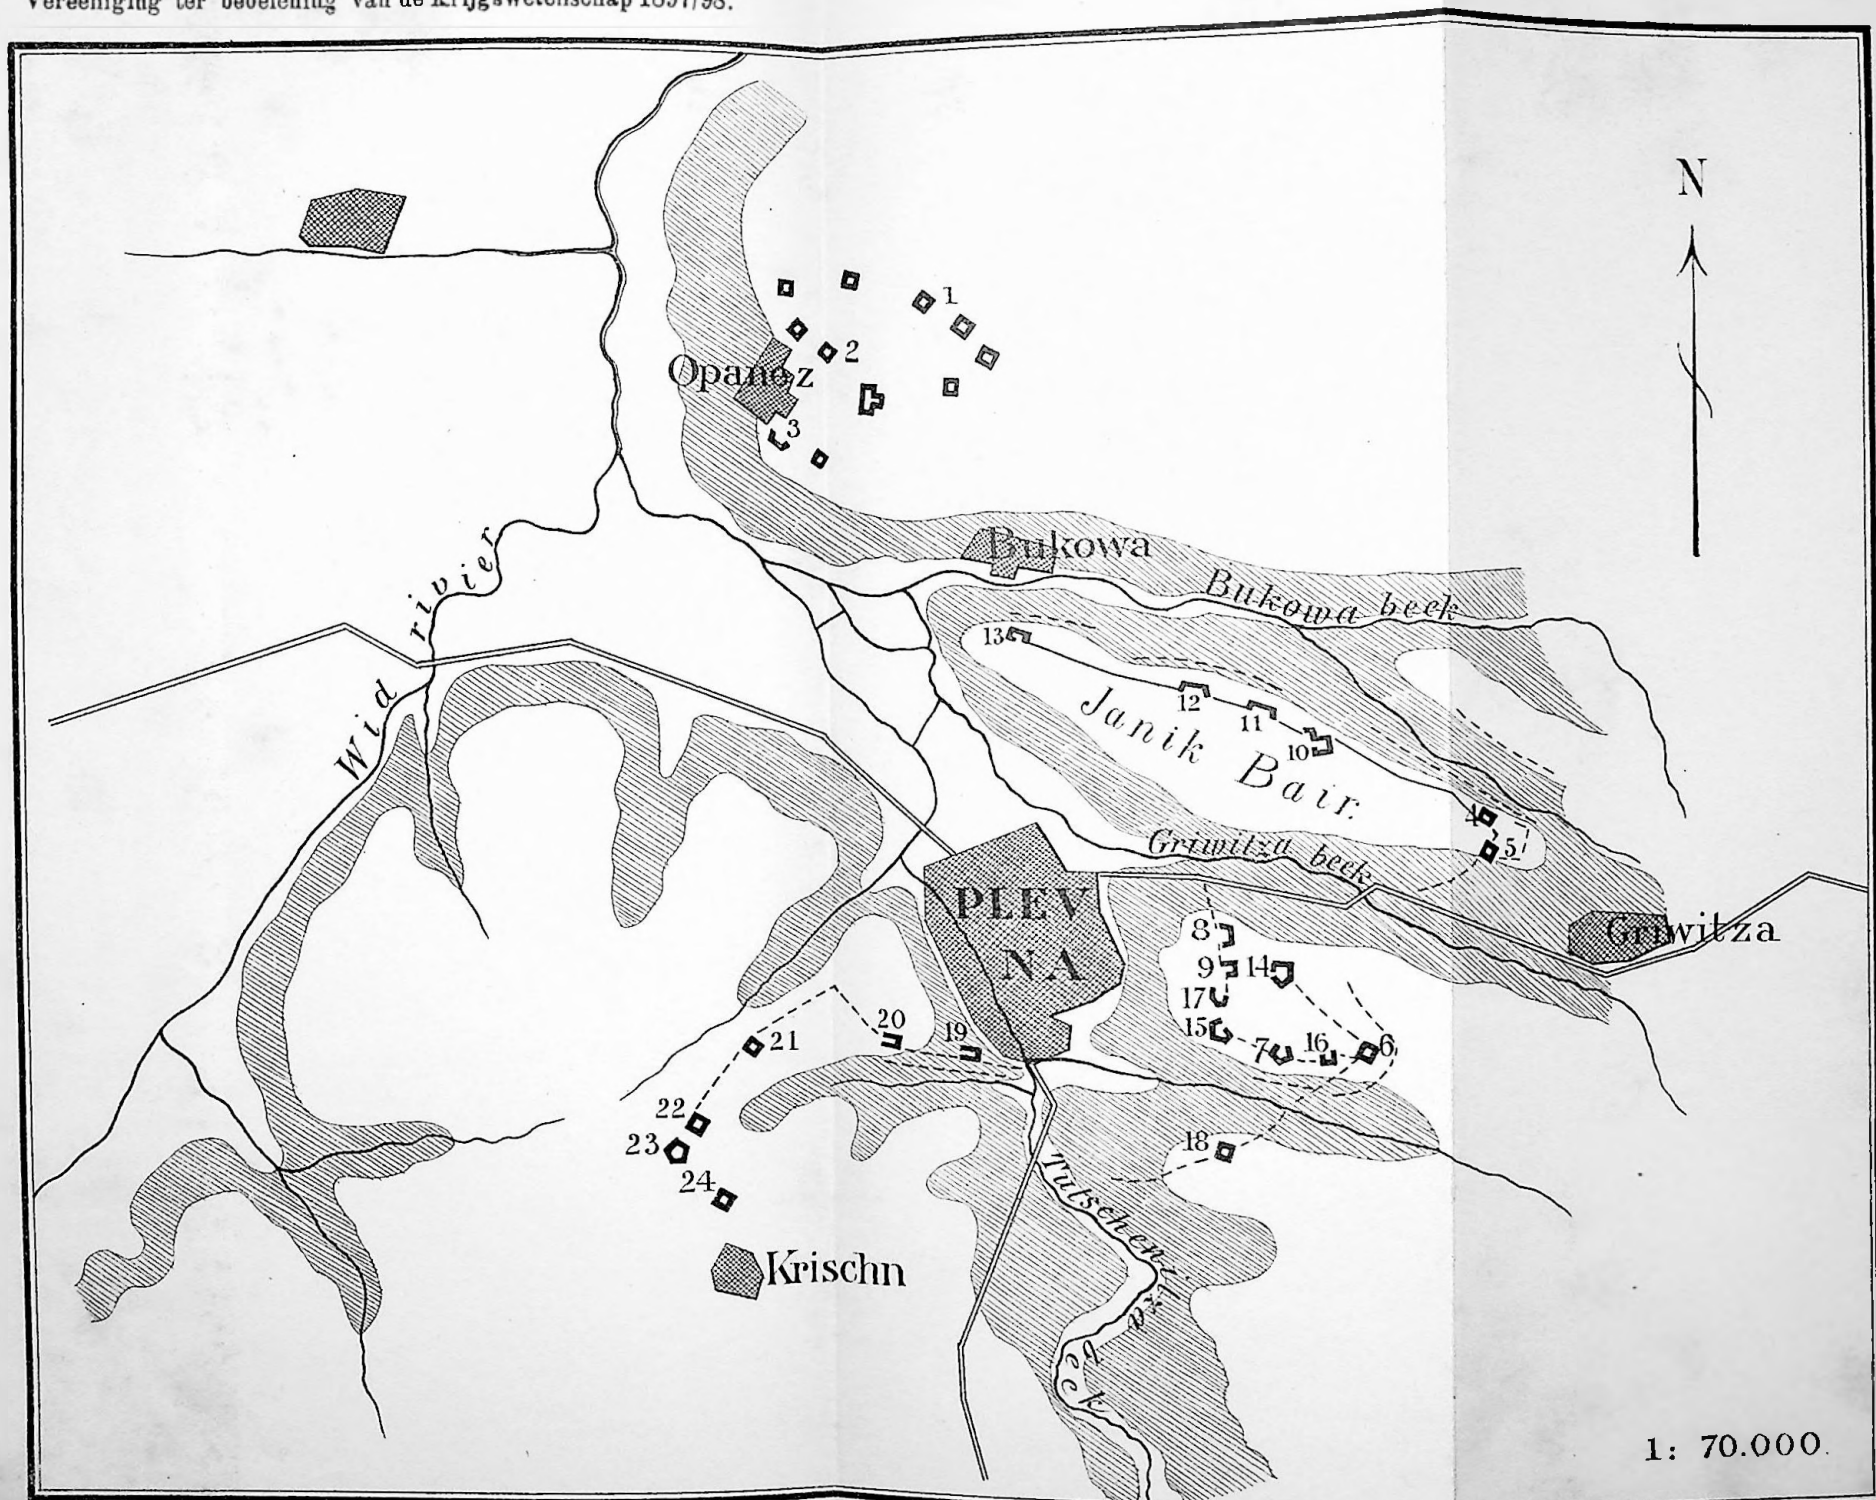 Vereeniging ter beoefening van de Krijgswetenschap 1897/98.
N
1
2
Opanez
3
Bukowa
Bukowa beek
Wid rivier
13
12
11
10
Janik Bair.
4
5
Griwitza beek
PLEV
NA
Griwitza
8
9
14
17
15
7
16
6
20
19
21
22
23
24
18
Krischn
Tutschenitza beek
1: 70.000.